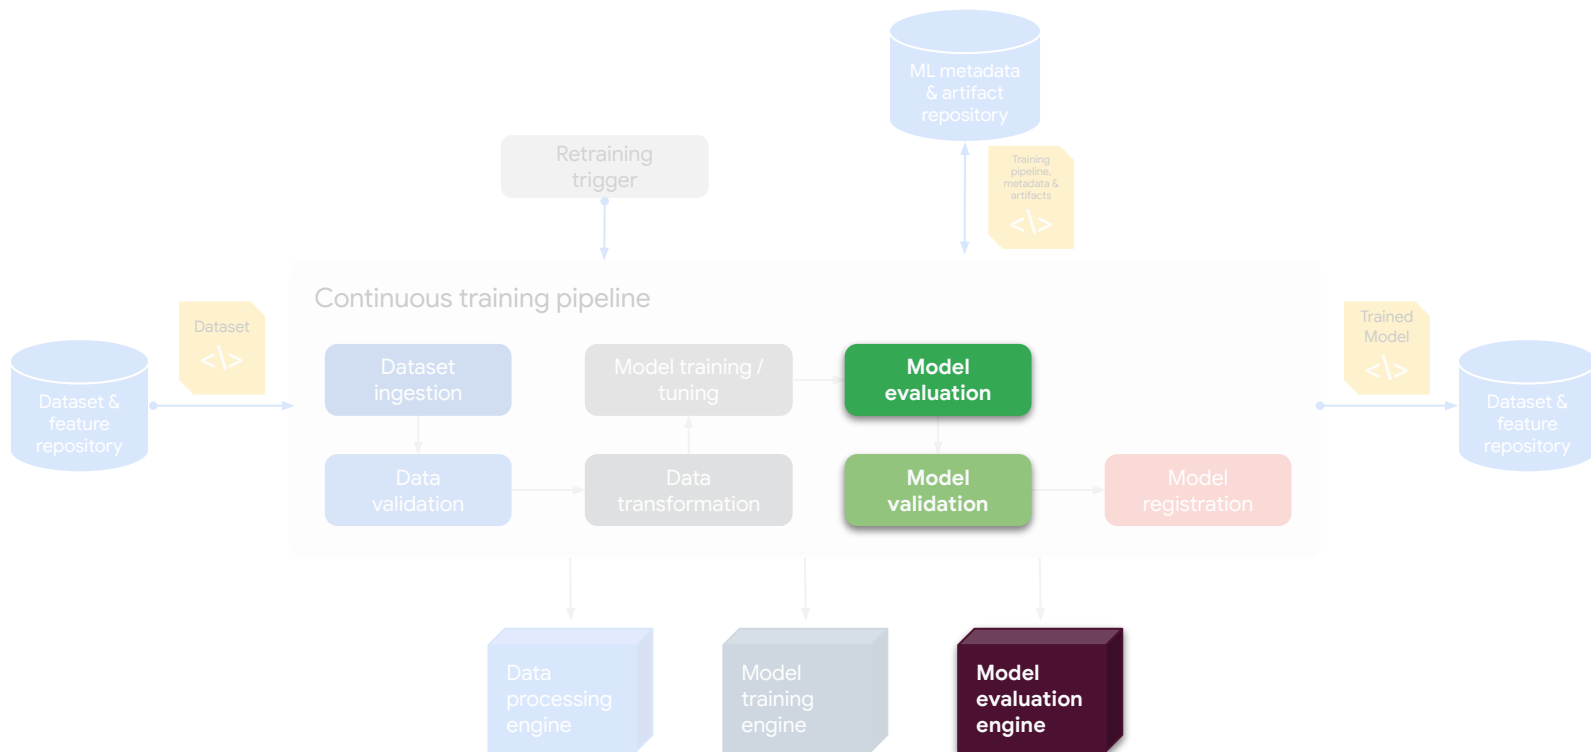 ML metadata
& artifact
repository
Retraining
trigger
Training
pipeline,
metadata &
artifacts
</>
Continuous training pipeline
Dataset
</>
Trained
Model
</>
Dataset &
feature
repository
Dataset
ingestion
Model training /
tuning
Model
evaluation
Dataset &
feature
repository
Data
validation
Data
transformation
Model
validation
Model
registration
Data
processing
engine
Model
training
engine
Model
evaluation
engine